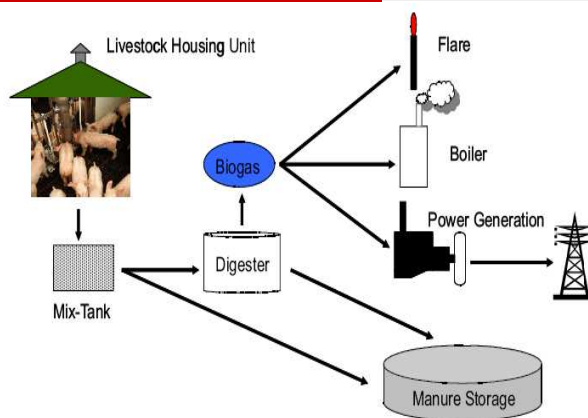 Livestock Housing Unit
Flare
Biogas
Boiler
Power Generation
Digester
Mix-Tank
Manure Storage